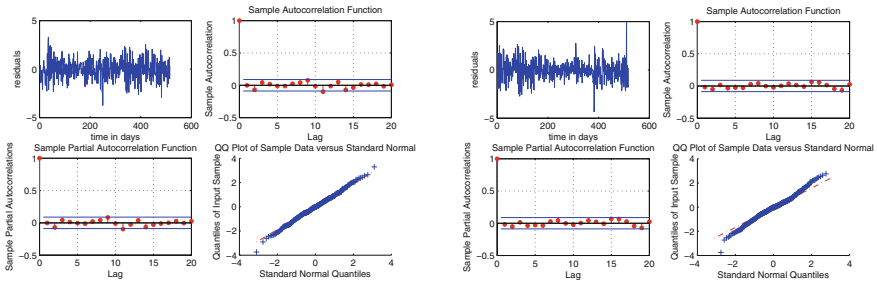 5
0
−5
residuals
0 200 400 600
time in days
Sample Autocorrelation Function
1
0.5
0
−0.5
Sample Autocorrelation
0 5 10 15 20
Lag
Sample Partial Autocorrelation Function
1
0.5
0
−0.5
Sample Partial Autocorrelations
0 5 10 15 20
Lag
QQ Plot of Sample Data versus Standard Normal
4
2
0
−2
−4
Quantiles of Input Sample
−4 −2 0 2 4
Standard Normal Quantiles
5
0
−5
residuals
0 200 400 600
time in days
Sample Autocorrelation Function
1
0.5
0
−0.5
Sample Autocorrelation
0 5 10 15 20
Lag
Sample Partial Autocorrelation Function
1
0.5
0
−0.5
Sample Partial Autocorrelations
0 5 10 15 20
Lag
QQ Plot of Sample Data versus Standard Normal
4
2
0
−2
−4
Quantiles of Input Sample
−4 −2 0 2 4
Standard Normal Quantiles